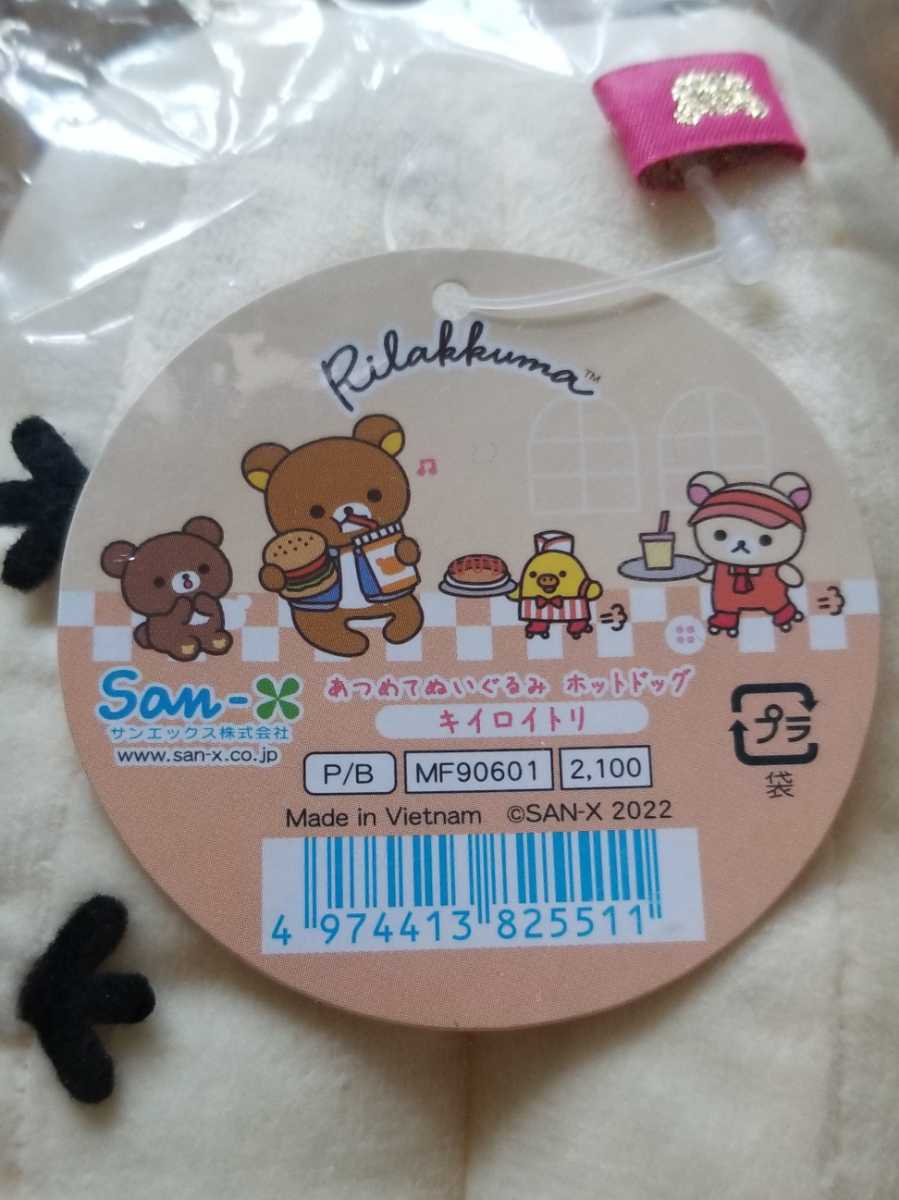 Rilakkuma™
San-X
サンエックス株式会社
www.san-x.co.jp
あつめてぬいぐるみ ホットドッグ
キイロイトリ
プラ
袋
P/B MF90601 2,100
Made in Vietnam ©SAN-X 2022
4 974413 825511